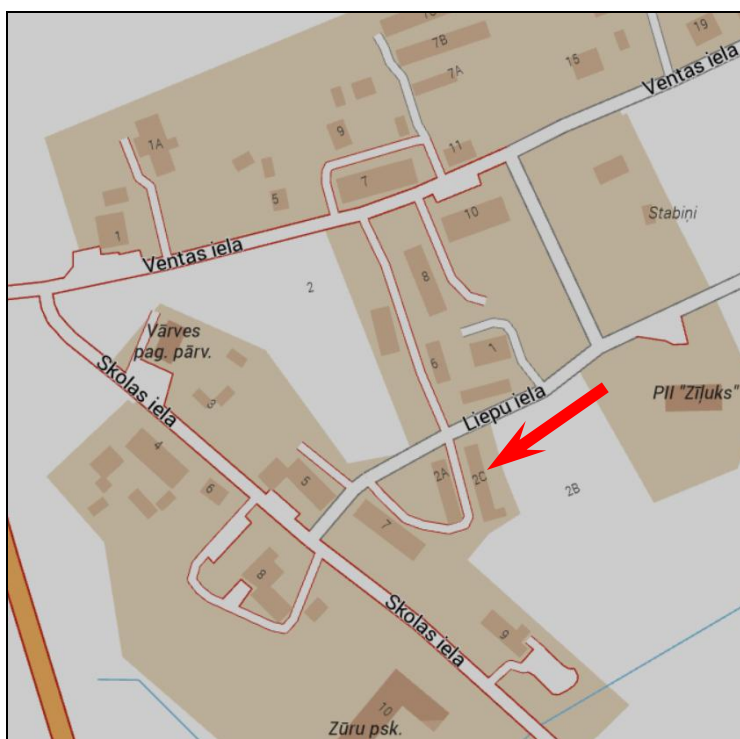 7B
19
7A
15
Ventas iela
9
1A
11
7
5
10
Stabiņi
1
Ventas iela
8
2
Vārves
pag. pārv.
6
1
Skolas iela
3
PII "Zīļuks"
Liepu iela
4
5
2A
2C
6
2B
7
8
Skolas iela
9
10
Zūru psk.